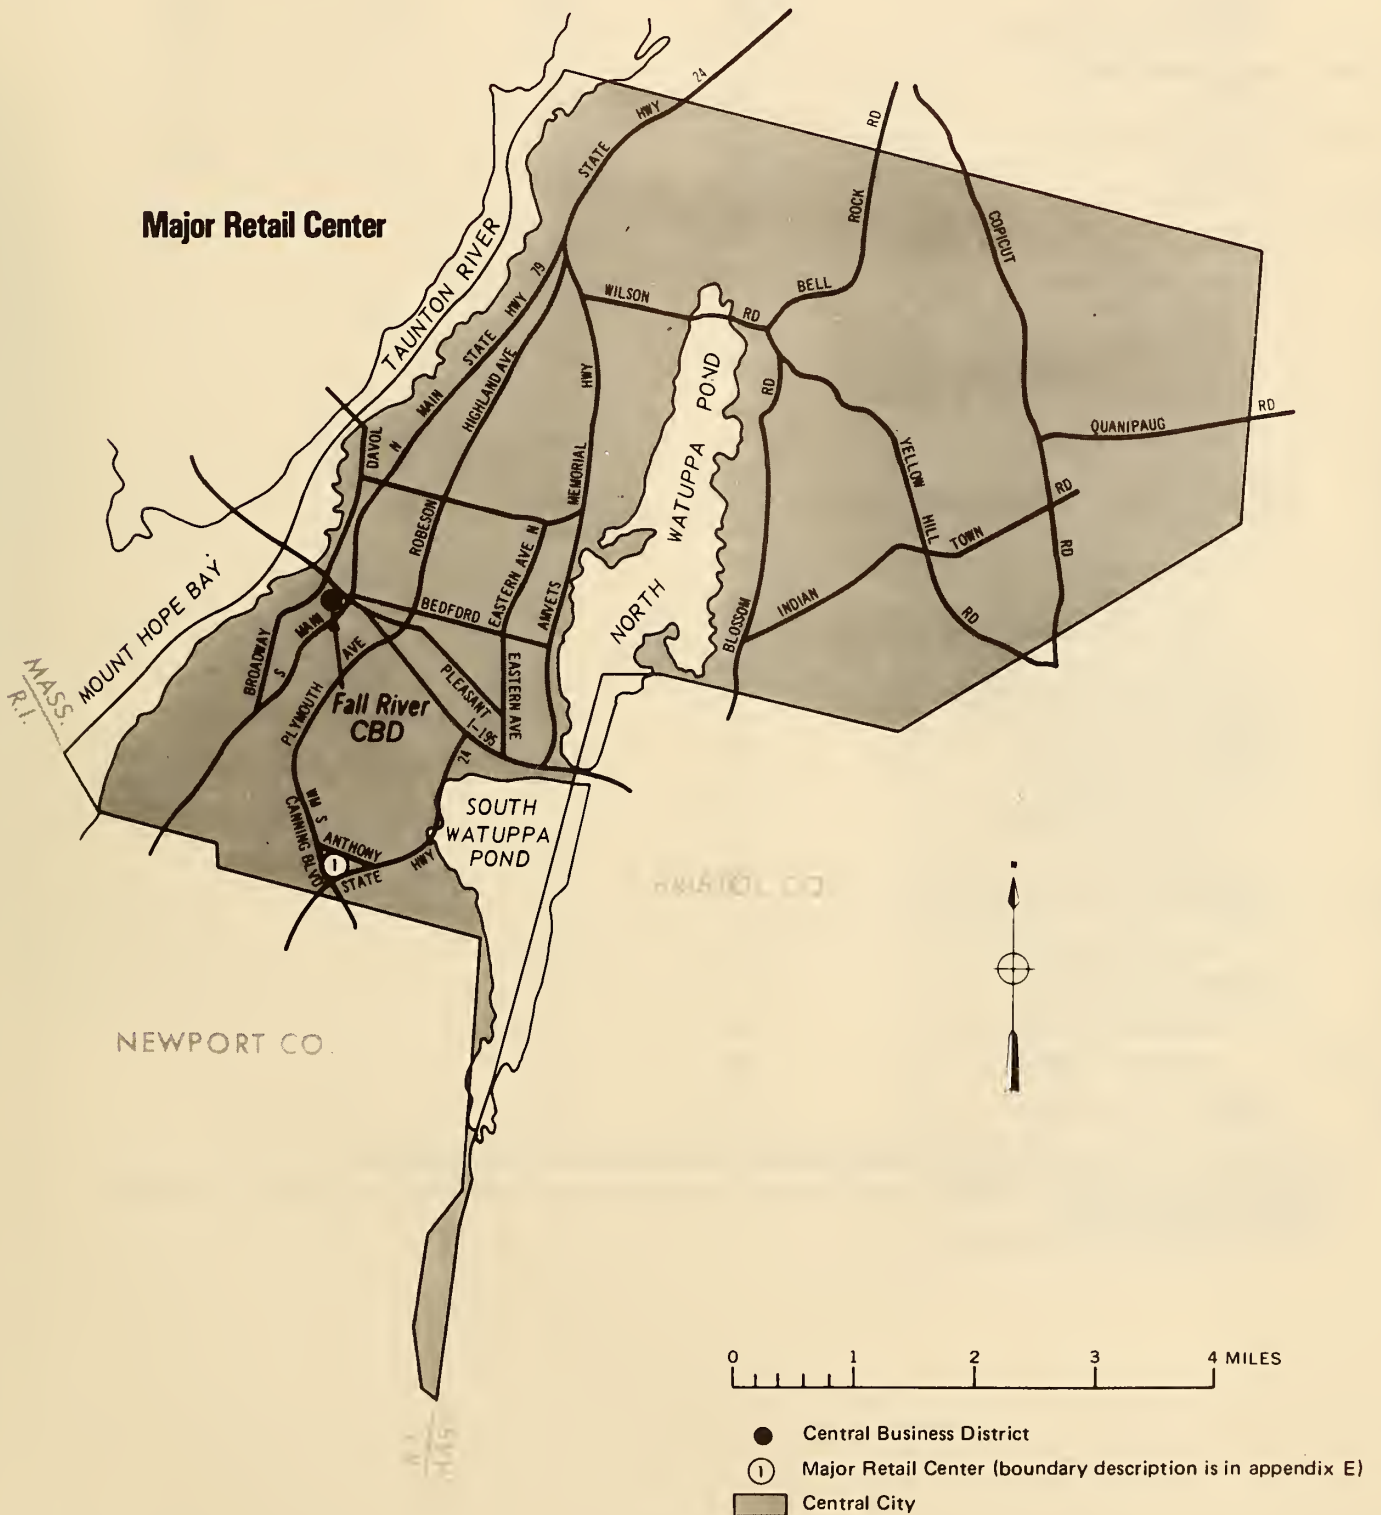 Major Retail Center
24
HWY
STATE
RD
ROCK
COPICUT
TAUNTON RIVER
79
HWY
STATE
MAIN
N
WILSON
RD
BELL
HIGHLAND AVE
HWY
RD
WATUPPA POND
NORTH
DAVOL
MEMORIAL
YELLOW
HILL
RD
QUANIPAUG
RD
ROBESON
EASTERN AVE N
TOWN
RD
RD
MOUNT HOPE BAY
BEDFORD
AMVETS
INDIAN
BLOSSOM
MAIN
S
BROADWAY
AVE
PLYMOUTH
PLEASANT
EASTERN AVE
MASS.
R.I.
Fall River
CBD
I-195
24
WM S
CANNING BLVD
ANTHONY
1
STATE
HWY
SOUTH
WATUPPA
POND
BRISTOL CO.
NEWPORT CO.
0 1 2 3 4 MILES
Central Business District
1 Major Retail Center (boundary description is in appendix E)
Central City